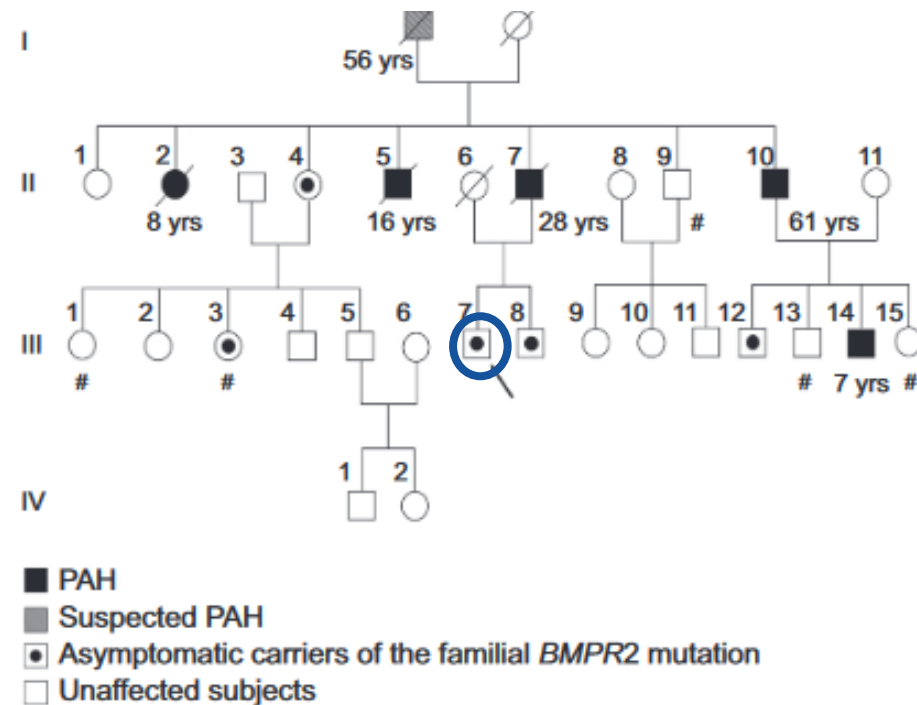 I
56 yrs
1 2 3 4 5 6 7 8 9 10 11
II
8 yrs 16 yrs 28 yrs # 61 yrs
1 2 3 4 5 6 7 8 9 10 11 12 13 14 15
III
# # # 7 yrs #
1 2
IV
PAH
Suspected PAH
Asymptomatic carriers of the familial BMPR2 mutation
Unaffected subjects